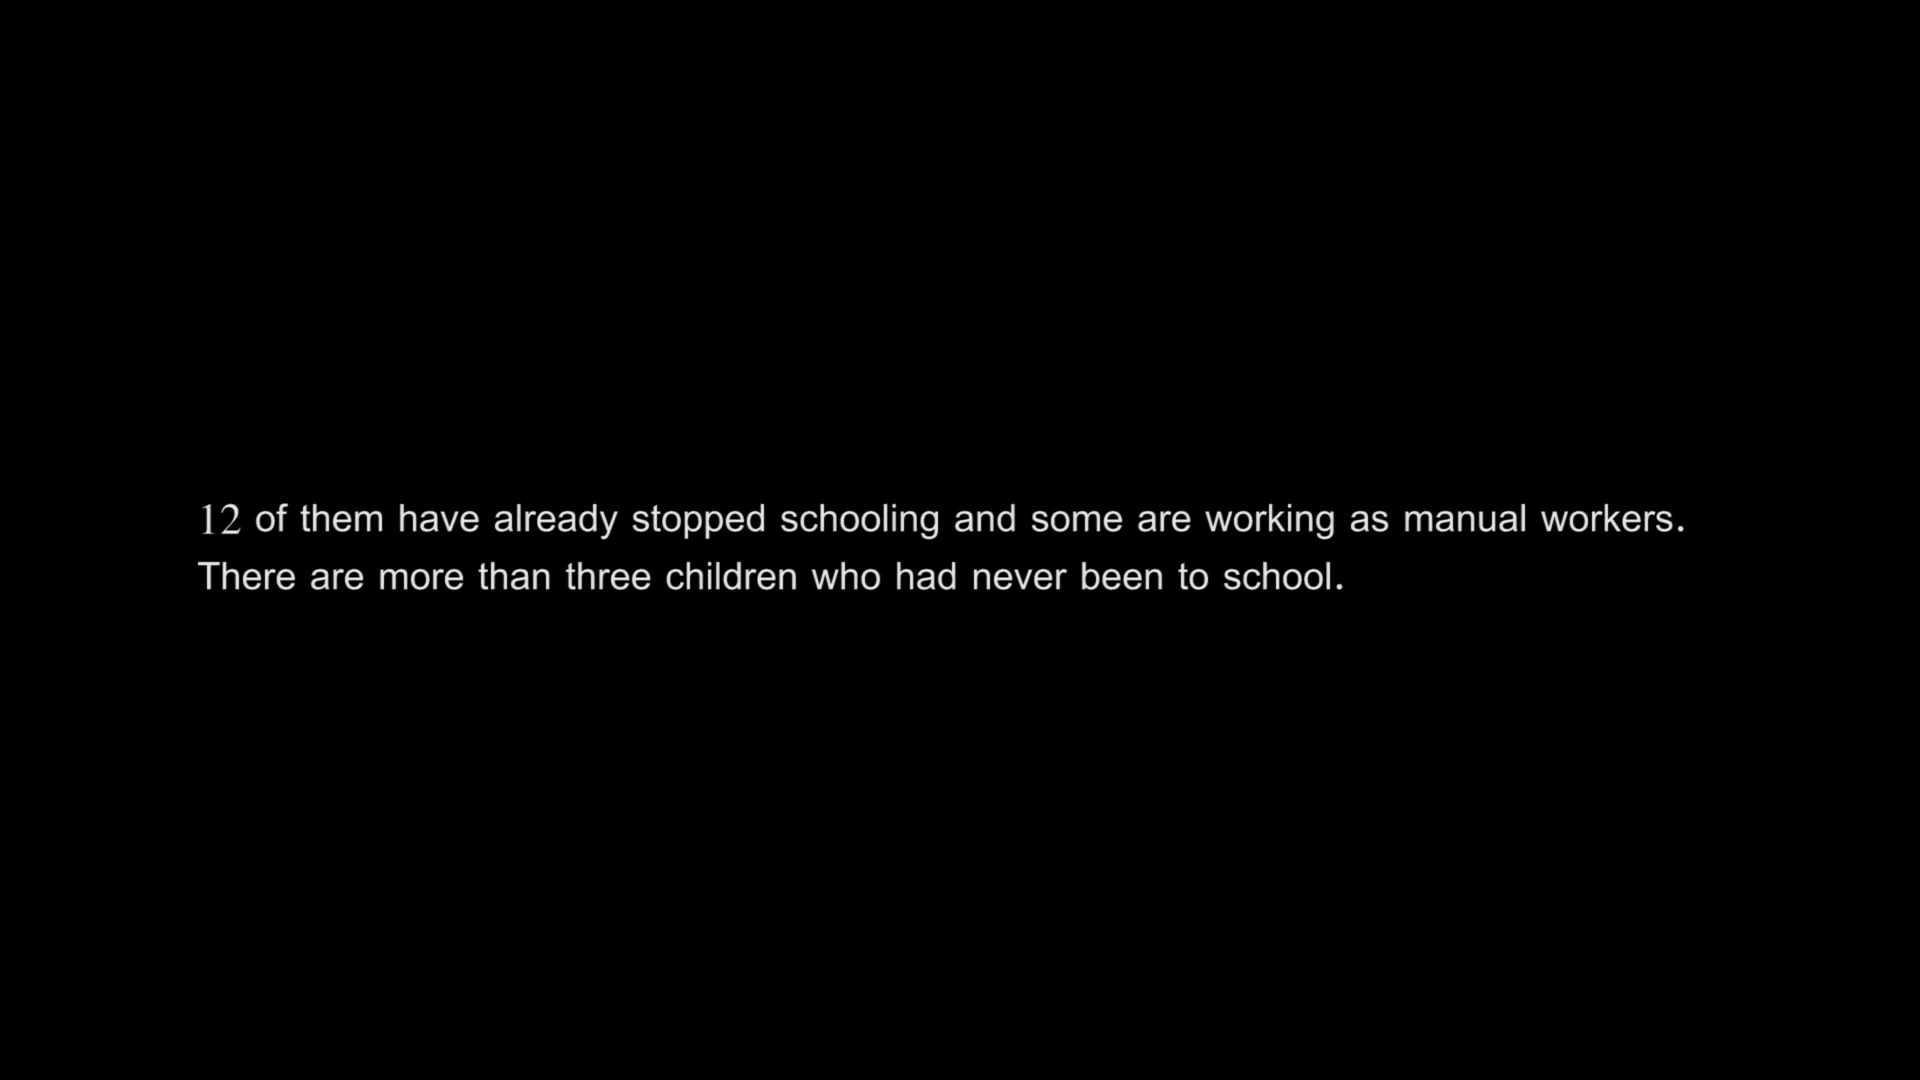 12 of them have already stopped schooling and some are working as manual workers.
There are more than three children who had never been to school.